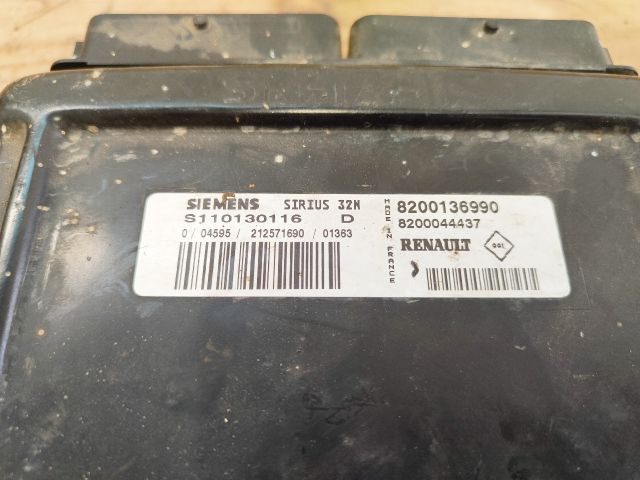 SIEMENS SIRIUS 32N
S110130116 D
0 / 04595 / 212571690 / 01363
MADE IN FRANCE
8200136990
8200044437
RENAULT